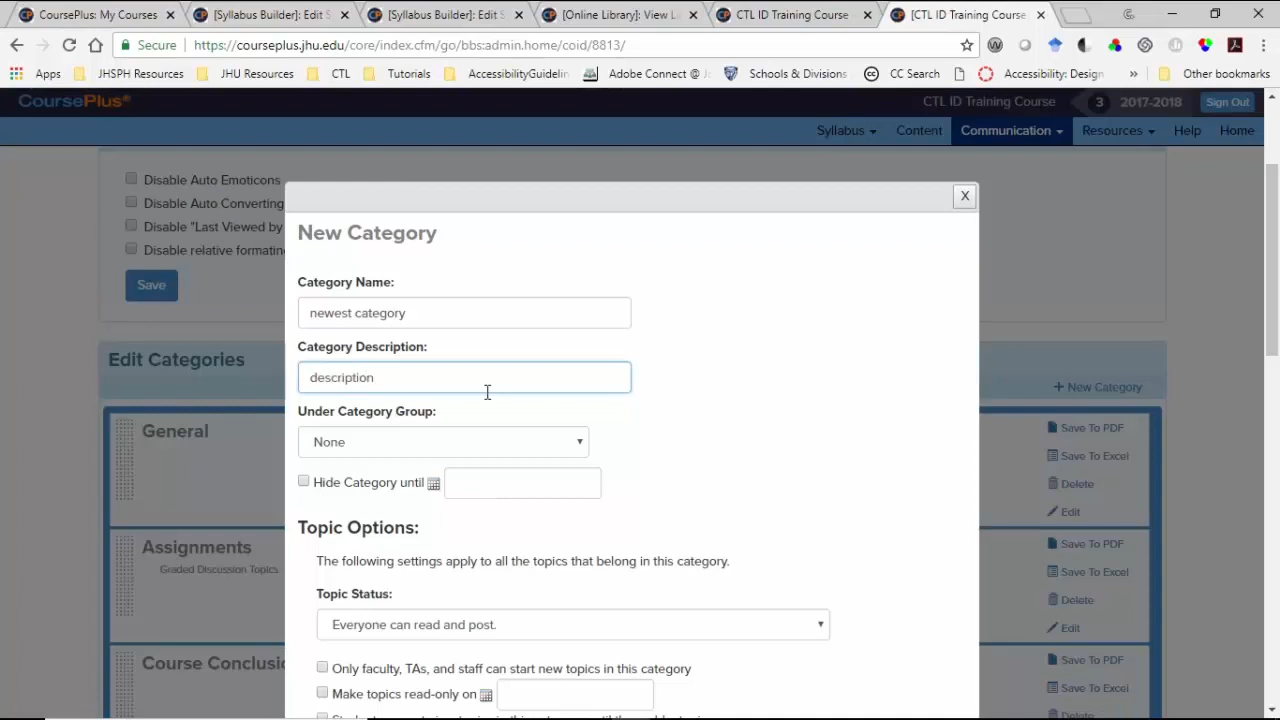 CoursePlus: My Courses
[Syllabus Builder]: Edit S
[Syllabus Builder]: Edit S
[Online Library]: View Li
CTL ID Training Course
[CTL ID Training Course
Secure
https://courseplus.jhu.edu/core/index.cfm/go/bbs:admin.home/coid/8813/
Apps
JHSPH Resources
JHU Resource
CTL
Tutorials
AccessibilityGuidelin
Adobe Connect @
Schools & Divisions
CC Search
Accessibility: Design
»
Other bookmarks
CoursePlus®
CTL ID Training Course
3
2017-2018
Sign Out
Syllabus
Content
Communication
Resources
Help
Home
Disable Auto Emoticons
Disable Auto Converting
Disable "Last Viewed by
Disable relative formatin
Save
X
New Category
Category Name:
newest category
Category Description:
description
Under Category Group:
None
Hide Category until
Topic Options:
The following settings apply to all the topics that belong in this category.
Topic Status:
Everyone can read and post.
Only faculty, TAs, and staff can start new topics in this category
Make topics read-only on
Edit Categories
+ New Category
General
Save To PDF
Save To Excel
Delete
Edit
Assignments
Graded Discussion Topics.
Save To PDF
Save To Excel
Delete
Edit
Course Conclusi
Save To PDF
Save To Excel
Delete